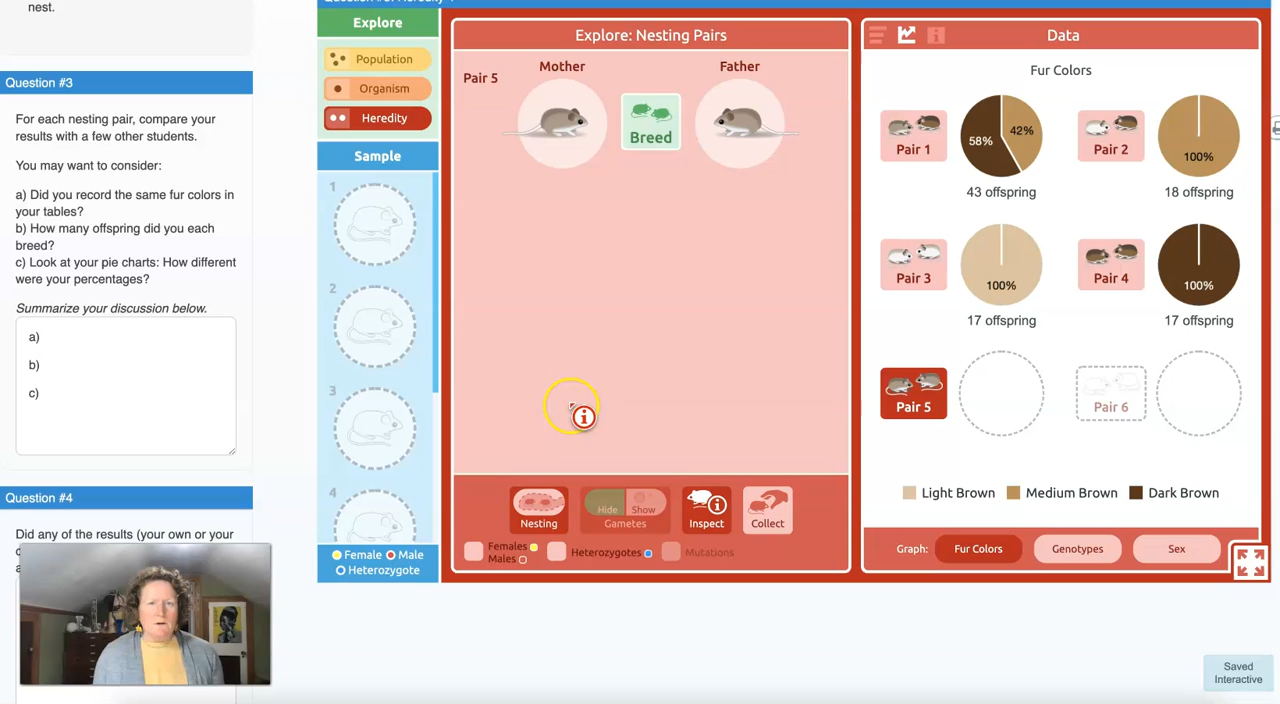 nest.
Question #3
For each nesting pair, compare your
results with a few other students.
You may want to consider:
a) Did you record the same fur colors in
your tables?
b) How many offspring did you each
breed?
c) Look at your pie charts: How different
were your percentages?
Summarize your discussion below.
a)
b)
c)
Question #4
Did any of the results (your own or your
Explore
Population
Organism
Heredity
Sample
1
2
3
4
Female Male
Heterozygote
Explore: Nesting Pairs
Pair 5
Mother
Father
Breed
Nesting
Hide
Show
Gametes
Inspect
Collect
Females
Males
Heterozygotes
Mutations
Data
Fur Colors
Pair 1
58%
42%
43 offspring
Pair 2
100%
18 offspring
Pair 3
100%
17 offspring
Pair 4
100%
17 offspring
Pair 5
Pair 6
Light Brown Medium Brown Dark Brown
Graph: Fur Colors Genotypes Sex
Saved
Interactive